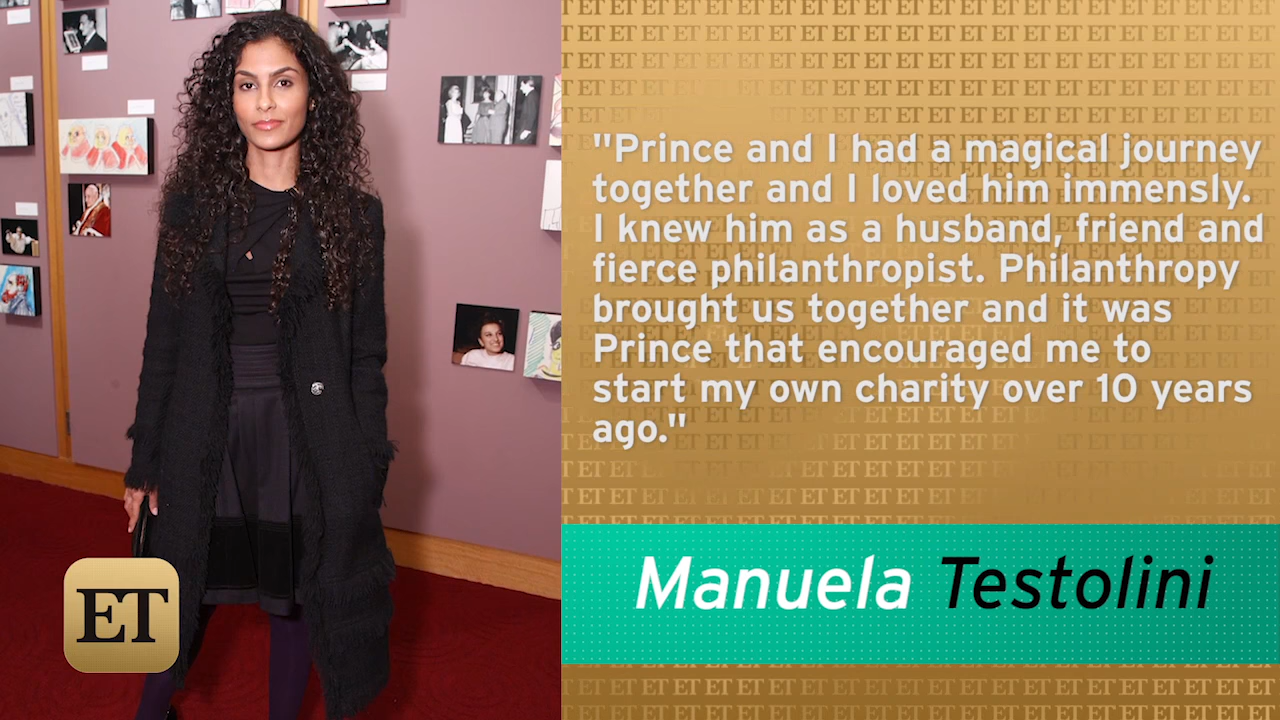 "Prince and I had a magical journey
together and I loved him immensly.
I knew him as a husband, friend and
fierce philanthropist. Philanthropy
brought us together and it was
Prince that encouraged me to
start my own charity over 10 years
ago."
Manuela Testolini
ET